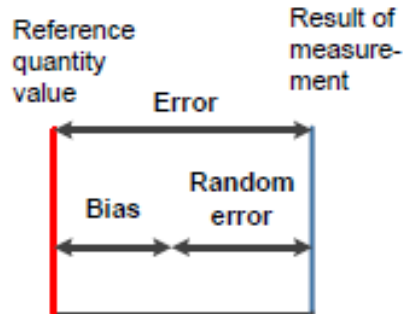 Reference
quantity
value
Result of
measure-
ment
Error
Bias
Random
error